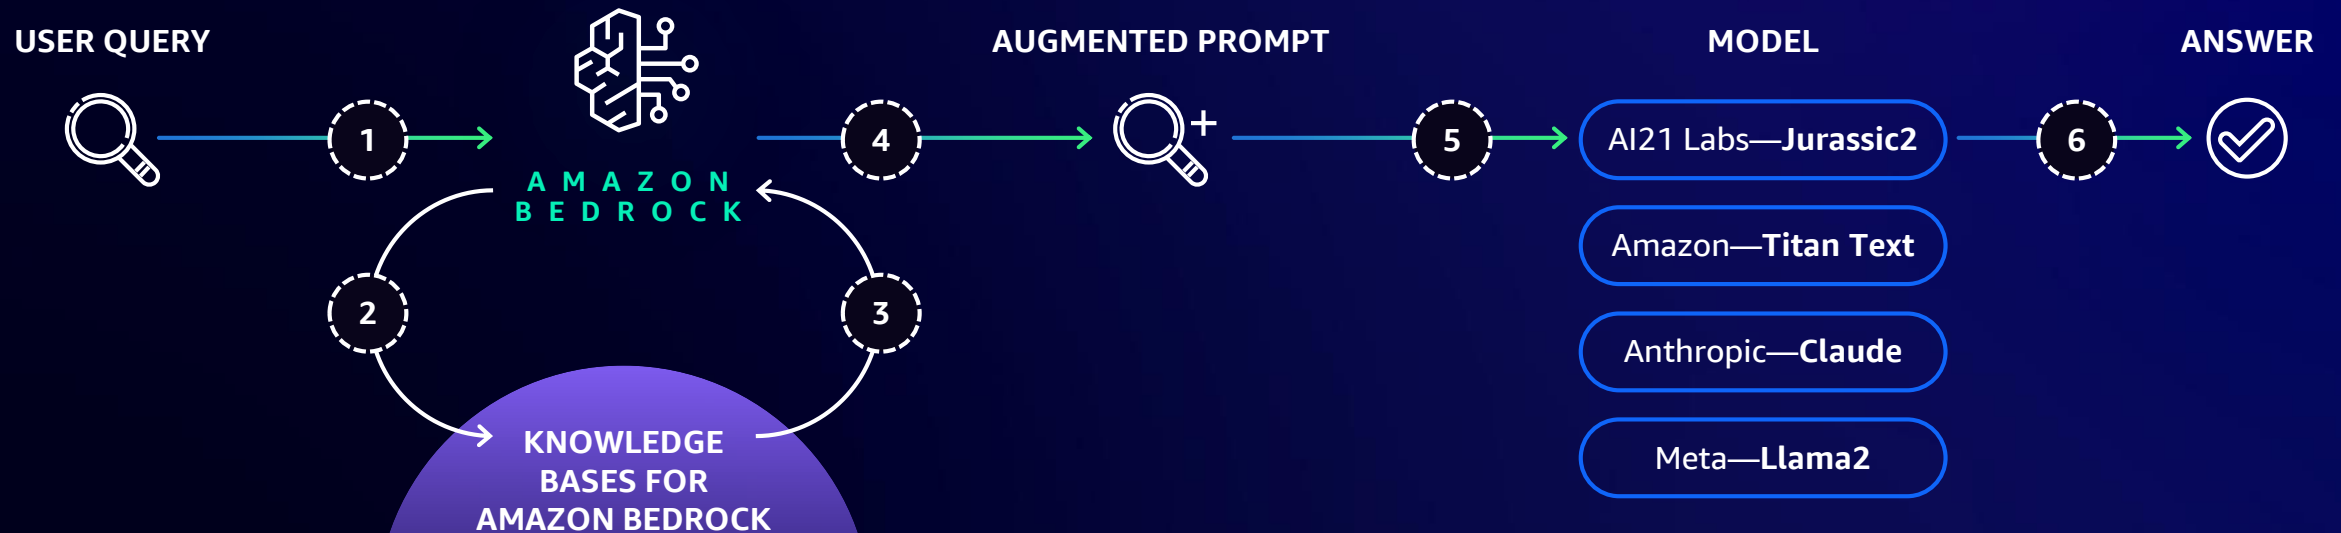 USER QUERY
AUGMENTED PROMPT
MODEL
ANSWER
1
4
5
AI21 Labs—Jurassic2
6
AMAZON
BEDROCK
Amazon—Titan Text
2
3
Anthropic—Claude
KNOWLEDGE
BASES FOR
AMAZON BEDROCK
Meta—Llama2